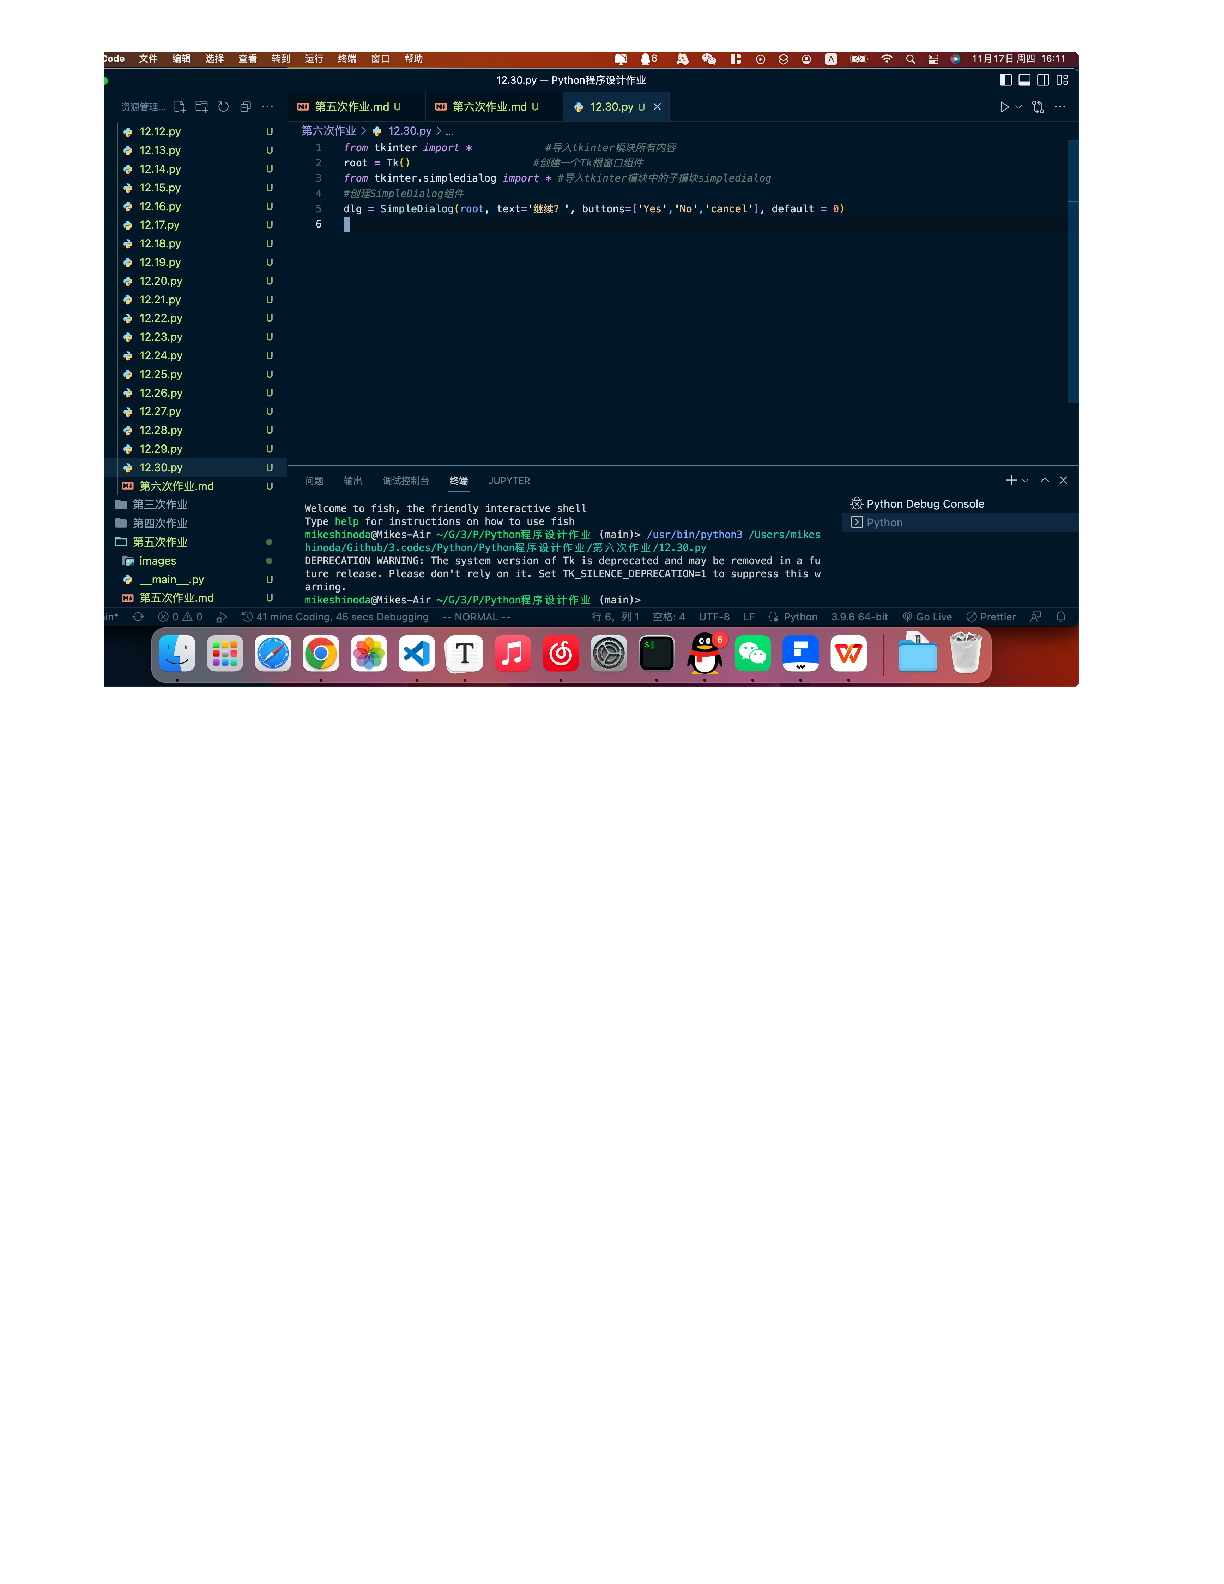 Code 文件 编辑 选择 查看 转到 运行 终端 窗口 帮助 6 A 11月17日 周四 16:11
12.30.py — Python程序设计作业
资源管理... ···
第五次作业.md U 第六次作业.md U 12.30.py U ···
第六次作业 > 12.30.py > ...
12.12.py U
12.13.py U
12.14.py U
12.15.py U
12.16.py U
12.17.py U
12.18.py U
12.19.py U
12.20.py U
12.21.py U
12.22.py U
12.23.py U
12.24.py U
12.25.py U
12.26.py U
12.27.py U
12.28.py U
12.29.py U
12.30.py U
第六次作业.md U
第三次作业
第四次作业
第五次作业
images
__main__.py
第五次作业.md U
1 from tkinter import * #导入tkinter模块所有内容
2 root = Tk() #创建一个Tk根窗口组件
3 from tkinter.simpledialog import * #导入tkinter模块中的子模块simpledialog
4 #创建SimpleDialog组件
5 dlg = SimpleDialog(root, text='继续？', buttons=['Yes','No','cancel'], default = 0)
6
问题 输出 调试控制台 终端 JUPYTER
Welcome to fish, the friendly interactive shell
Type help for instructions on how to use fish
mikeshinoda@Mikes-Air ~/G/3/P/Python程序设计作业 (main)> /usr/bin/python3 /Users/mikes
hinoda/Github/3.codes/Python/Python程序设计作业/第六次作业/12.30.py
DEPRECATION WARNING: The system version of Tk is deprecated and may be removed in a fu
ture release. Please don't rely on it. Set TK_SILENCE_DEPRECATION=1 to suppress this w
arning.
mikeshinoda@Mikes-Air ~/G/3/P/Python程序设计作业 (main)>
Python Debug Console
Python
in* 0 0 41 mins Coding, 45 secs Debugging -- NORMAL -- 行 6，列 1 空格: 4 UTF-8 LF Python 3.9.6 64-bit Go Live Prettier
T 6